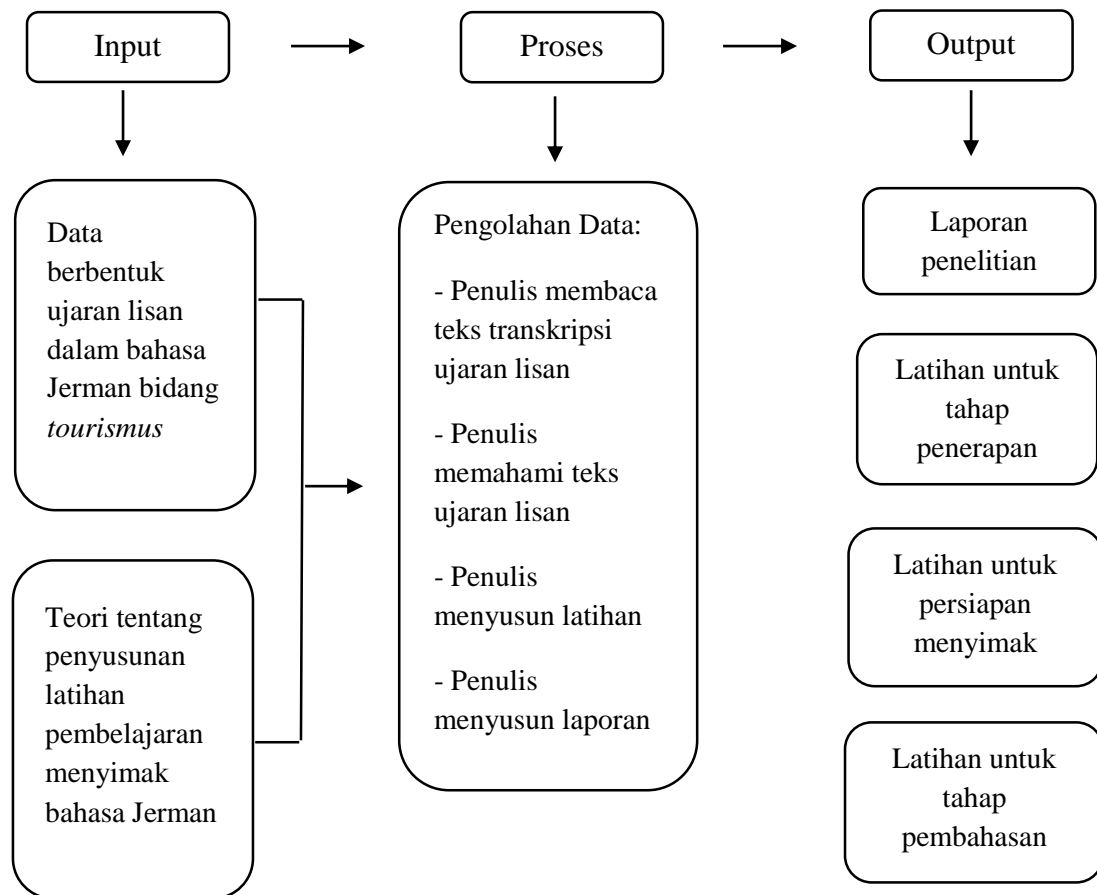 Input
Proses
Output
Data
berbentuk
ujaran lisan
dalam bahasa
Jerman bidang
tourismus
Teori tentang
penyusunan
latihan
pembelajaran
menyimak
bahasa Jerman
Pengolahan Data:
- Penulis membaca
teks transkripsi
ujaran lisan
- Penulis
memahami teks
ujaran lisan
- Penulis
menyusun latihan
- Penulis
menyusun laporan
Laporan
penelitian
Latihan untuk
tahap
penerapan
Latihan untuk
persiapan
menyimak
Latihan untuk
tahap
pembahasan